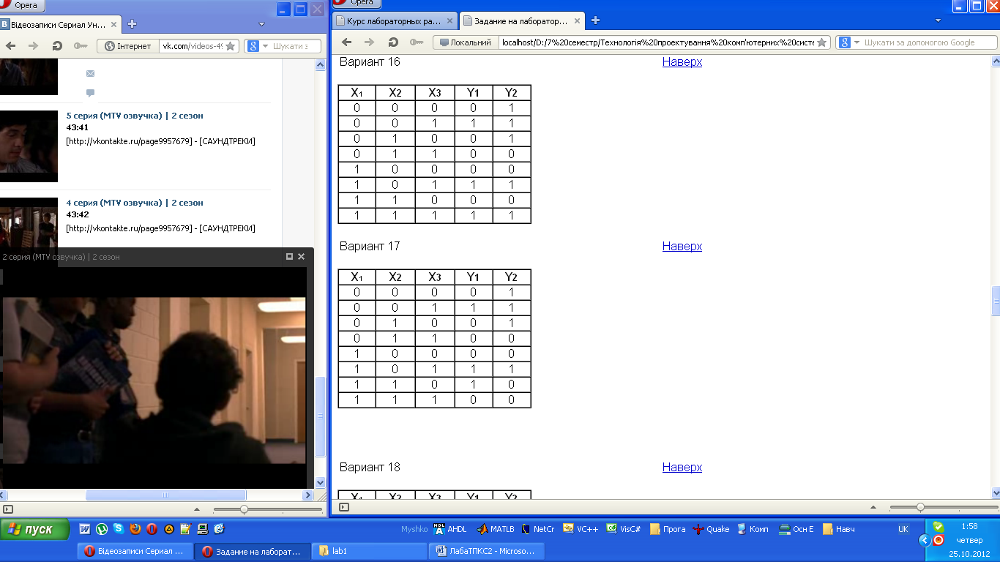 Opera
Відеозаписи Сериал Ун...
Інтернет vk.com/videos-49 Шукати з
5 серия (MTV озвучка) | 2 сезон
43:41
[http://vkontakte.ru/page9957679] - [САУНДТРЕКИ]
4 серия (MTV озвучка) | 2 сезон
43:42
[http://vkontakte.ru/page9957679] - [САУНДТРЕКИ]
2 серия (MTV озвучка) | 2 сезон
Opera
Курс лабораторных ра... Задание на лаборатор...
Локальний localhost/D:/7%20семестр/Технологія%20проектування%20комп'ютерних%20систе Шукати за допомогою Google
Вариант 16 Наверх
X1 X2 X3 Y1 Y2
0 0 0 0 1
0 0 1 1 1
0 1 0 0 1
0 1 1 0 0
1 0 0 0 0
1 0 1 1 1
1 1 0 0 0
1 1 1 1 1
Вариант 17 Наверх
X1 X2 X3 Y1 Y2
0 0 0 0 1
0 0 1 1 1
0 1 0 0 1
0 1 1 0 0
1 0 0 0 0
1 0 1 1 1
1 1 0 1 0
1 1 1 0 0
Вариант 18 Наверх
X1 X2 X3 Y1 Y2
пуск Myshko AHDL MATLB NetCr VC++ VisC# Прога Quake Комп Осн Е Навч UK 1:58
четвер
Відеозаписи Сериал ... Задание на лаборат... lab1 ЛабаТПКС2 - Microso...
25.10.2012